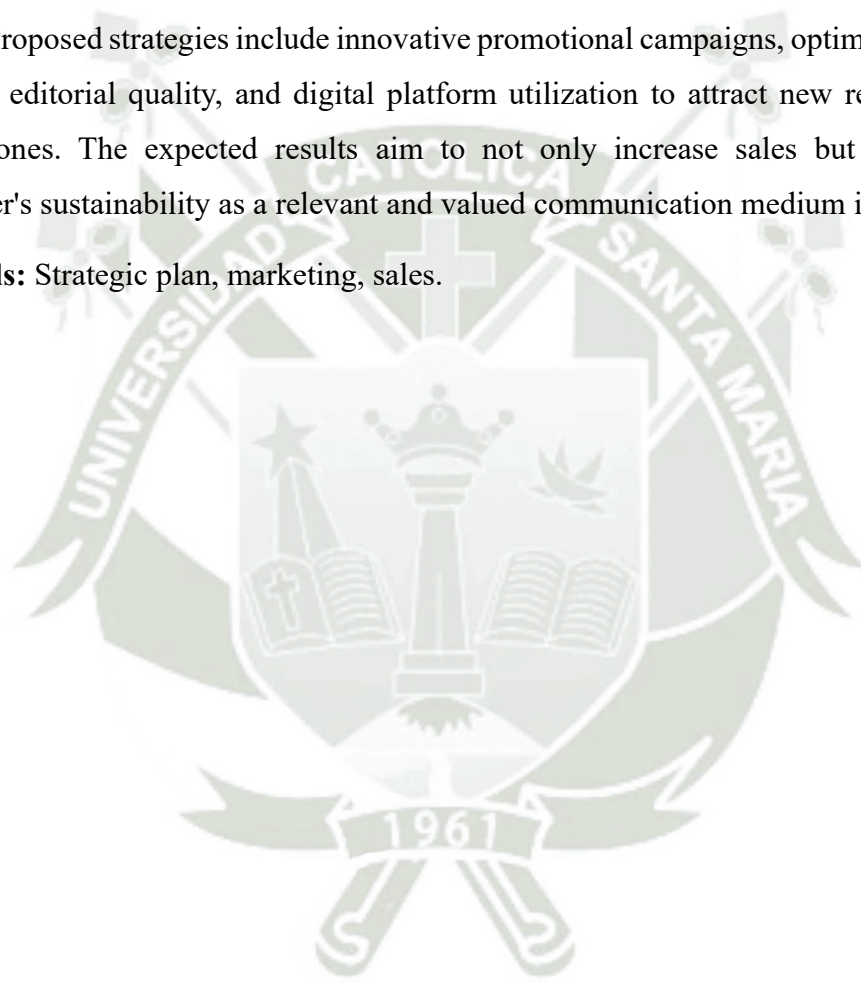 roposed strategies include innovative promotional campaigns, optim
editorial quality, and digital platform utilization to attract new re
ones. The expected results aim to not only increase sales but
er's sustainability as a relevant and valued communication medium i
ls: Strategic plan, marketing, sales.
UNIVERSIDAD CATOLICA SANTA MARIA
1961